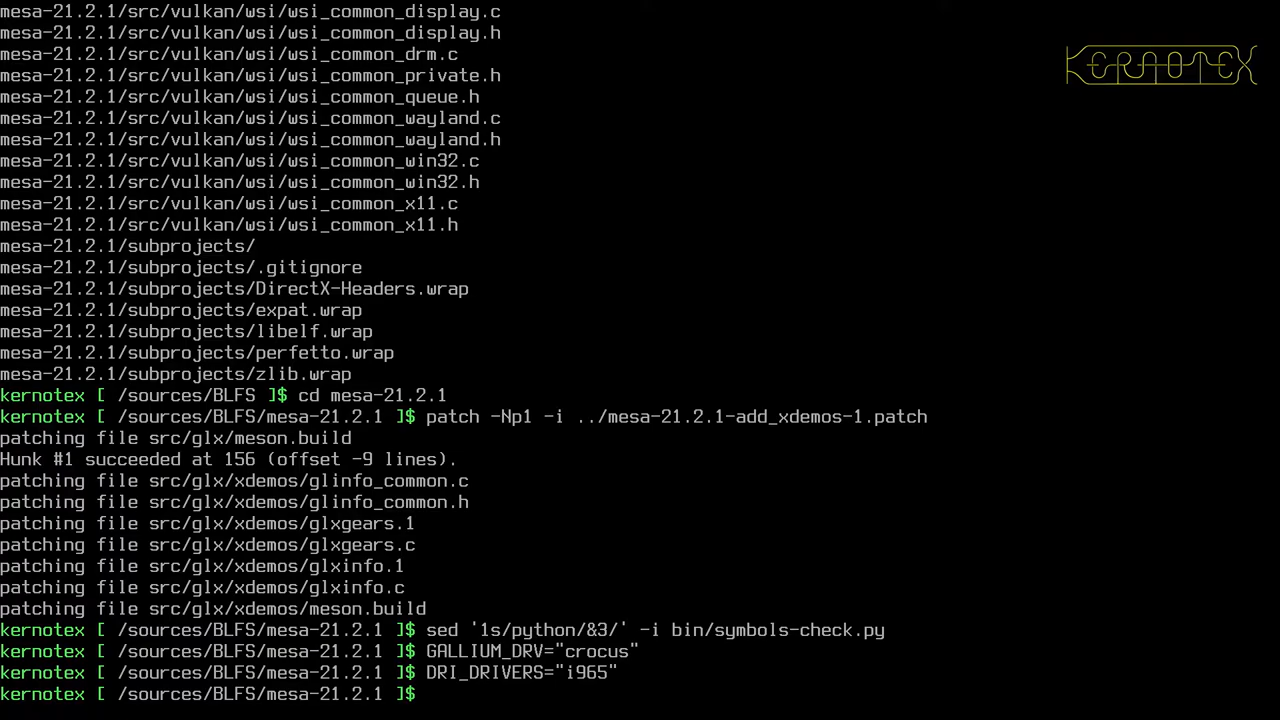 mesa-21.2.1/src/vulkan/wsi/wsi_common_display.c
mesa-21.2.1/src/vulkan/wsi/wsi_common_display.h
mesa-21.2.1/src/vulkan/wsi/wsi_common_drm.c
mesa-21.2.1/src/vulkan/wsi/wsi_common_private.h
mesa-21.2.1/src/vulkan/wsi/wsi_common_queue.h
mesa-21.2.1/src/vulkan/wsi/wsi_common_wayland.c
mesa-21.2.1/src/vulkan/wsi/wsi_common_wayland.h
mesa-21.2.1/src/vulkan/wsi/wsi_common_win32.c
mesa-21.2.1/src/vulkan/wsi/wsi_common_win32.h
mesa-21.2.1/src/vulkan/wsi/wsi_common_x11.c
mesa-21.2.1/src/vulkan/wsi/wsi_common_x11.h
mesa-21.2.1/subprojects/
mesa-21.2.1/subprojects/.gitignore
mesa-21.2.1/subprojects/DirectX-Headers.wrap
mesa-21.2.1/subprojects/expat.wrap
mesa-21.2.1/subprojects/libelf.wrap
mesa-21.2.1/subprojects/perfetto.wrap
mesa-21.2.1/subprojects/zlib.wrap
kernotex [ /sources/BLFS ]$ cd mesa-21.2.1
kernotex [ /sources/BLFS/mesa-21.2.1 ]$ patch -Np1 -i ../mesa-21.2.1-add_xdemos-1.patch
patching file src/glx/meson.build
Hunk #1 succeeded at 156 (offset -9 lines).
patching file src/glx/xdemos/glinfo_common.c
patching file src/glx/xdemos/glinfo_common.h
patching file src/glx/xdemos/glxgears.1
patching file src/glx/xdemos/glxgears.c
patching file src/glx/xdemos/glxinfo.1
patching file src/glx/xdemos/glxinfo.c
patching file src/glx/xdemos/meson.build
kernotex [ /sources/BLFS/mesa-21.2.1 ]$ sed '1s/python/&3/' -i bin/symbols-check.py
kernotex [ /sources/BLFS/mesa-21.2.1 ]$ GALLIUM_DRV="crocus"
kernotex [ /sources/BLFS/mesa-21.2.1 ]$ DRI_DRIVERS="i965"
kernotex [ /sources/BLFS/mesa-21.2.1 ]$
KERNOTEX